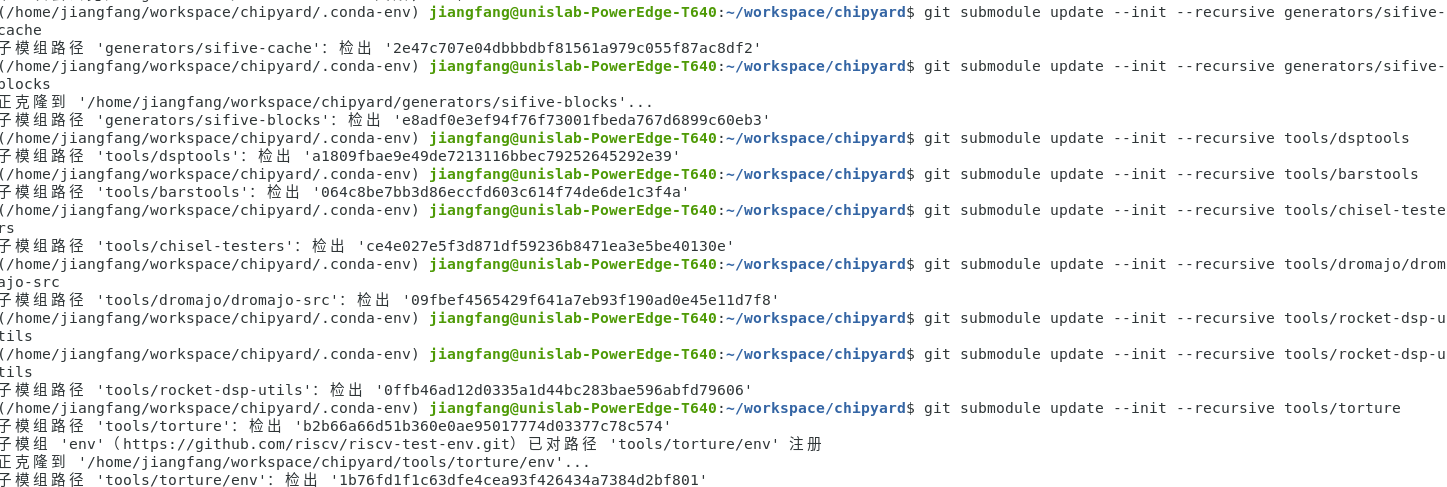 (/home/jiangfang/workspace/chipyard/.conda-env) jiangfang@unislab-PowerEdge-T640:~/workspace/chipyard$ git submodule update --init --recursive generators/sifive-
cache
子模组路径 'generators/sifive-cache'：检出 '2e47c707e04dbbbdbf81561a979c055f87ac8df2'
(/home/jiangfang/workspace/chipyard/.conda-env) jiangfang@unislab-PowerEdge-T640:~/workspace/chipyard$ git submodule update --init --recursive generators/sifive-
blocks
正克隆到 '/home/jiangfang/workspace/chipyard/generators/sifive-blocks'...
子模组路径 'generators/sifive-blocks'：检出 'e8adf0e3ef94f76f73001fbeda767d6899c60eb3'
(/home/jiangfang/workspace/chipyard/.conda-env) jiangfang@unislab-PowerEdge-T640:~/workspace/chipyard$ git submodule update --init --recursive tools/dsptools
子模组路径 'tools/dsptools'：检出 'a1809fbae9e49de7213116bbec79252645292e39'
(/home/jiangfang/workspace/chipyard/.conda-env) jiangfang@unislab-PowerEdge-T640:~/workspace/chipyard$ git submodule update --init --recursive tools/barstools
子模组路径 'tools/barstools'：检出 '064c8be7bb3d86eccfd603c614f74de6de1c3f4a'
(/home/jiangfang/workspace/chipyard/.conda-env) jiangfang@unislab-PowerEdge-T640:~/workspace/chipyard$ git submodule update --init --recursive tools/chisel-teste
rs
子模组路径 'tools/chisel-testers'：检出 'ce4e027e5f3d871df59236b8471ea3e5be40130e'
(/home/jiangfang/workspace/chipyard/.conda-env) jiangfang@unislab-PowerEdge-T640:~/workspace/chipyard$ git submodule update --init --recursive tools/dromajo/drom
ajo-src
子模组路径 'tools/dromajo/dromajo-src'：检出 '09fbef4565429f641a7eb93f190ad0e45e11d7f8'
(/home/jiangfang/workspace/chipyard/.conda-env) jiangfang@unislab-PowerEdge-T640:~/workspace/chipyard$ git submodule update --init --recursive tools/rocket-dsp-u
tils
(/home/jiangfang/workspace/chipyard/.conda-env) jiangfang@unislab-PowerEdge-T640:~/workspace/chipyard$ git submodule update --init --recursive tools/rocket-dsp-u
tils
子模组路径 'tools/rocket-dsp-utils'：检出 '0ffb46ad12d0335a1d44bc283bae596abfd79606'
(/home/jiangfang/workspace/chipyard/.conda-env) jiangfang@unislab-PowerEdge-T640:~/workspace/chipyard$ git submodule update --init --recursive tools/torture
子模组路径 'tools/torture'：检出 'b2b66a66d51b360e0ae95017774d03377c78c574'
子模组 'env'（https://github.com/riscv/riscv-test-env.git）已对路径 'tools/torture/env' 注册
正克隆到 '/home/jiangfang/workspace/chipyard/tools/torture/env'...
子模组路径 'tools/torture/env'：检出 '1b76fd1f1c63dfe4cea93f426434a7384d2bf801'